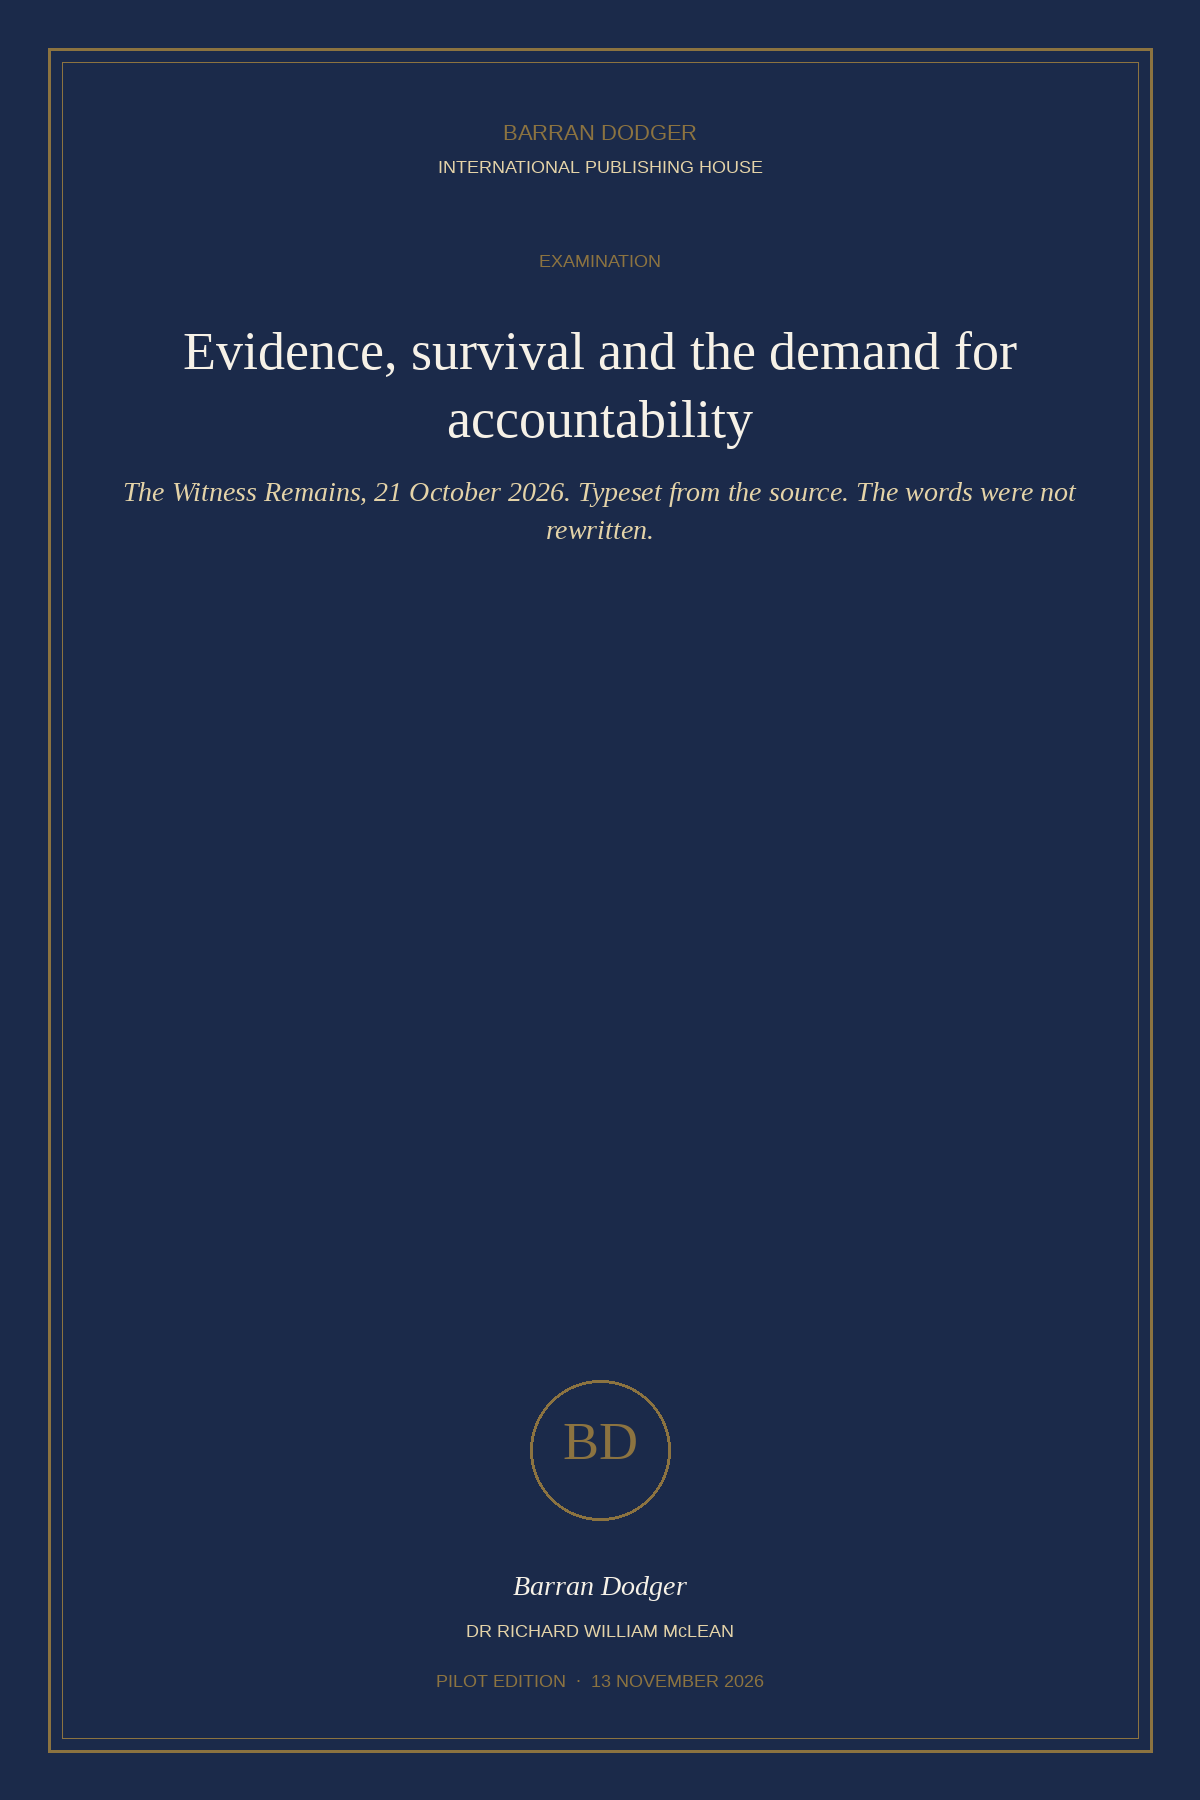 BARRAN DODGER
INTERNATIONAL PUBLISHING HOUSE
EXAMINATION
Evidence, survival and the demand for
accountability
The Witness Remains, 21 October 2026. Typeset from the source. The words were not
rewritten.
BD
Barran Dodger
DR RICHARD WILLIAM McLEAN
PILOT EDITION · 13 NOVEMBER 2026